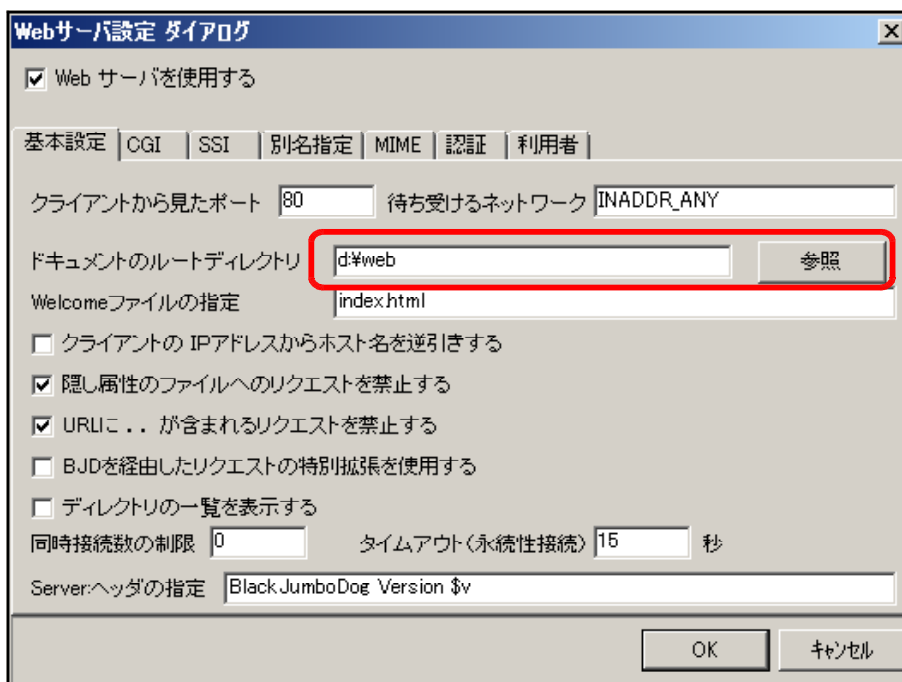 Webサーバ設定 ダイアログ
Web サーバを使用する
基本設定 CGI SSI 別名指定 MIME 認証 利用者
クライアントから見たポート 80 待ち受けるネットワーク INADDR_ANY
ドキュメントのルートディレクトリ d:¥web 参照
Welcomeファイルの指定 index.html
クライアントの IPアドレスからホスト名を逆引きする
隠し属性のファイルへのリクエストを禁止する
URLに．．が含まれるリクエストを禁止する
BJDを経由したリクエストの特別拡張を使用する
ディレクトリの一覧を表示する
同時接続数の制限 0 タイムアウト(永続性接続) 15 秒
Server:ヘッダの指定 BlackJumboDog Version $v
OK キャンセル